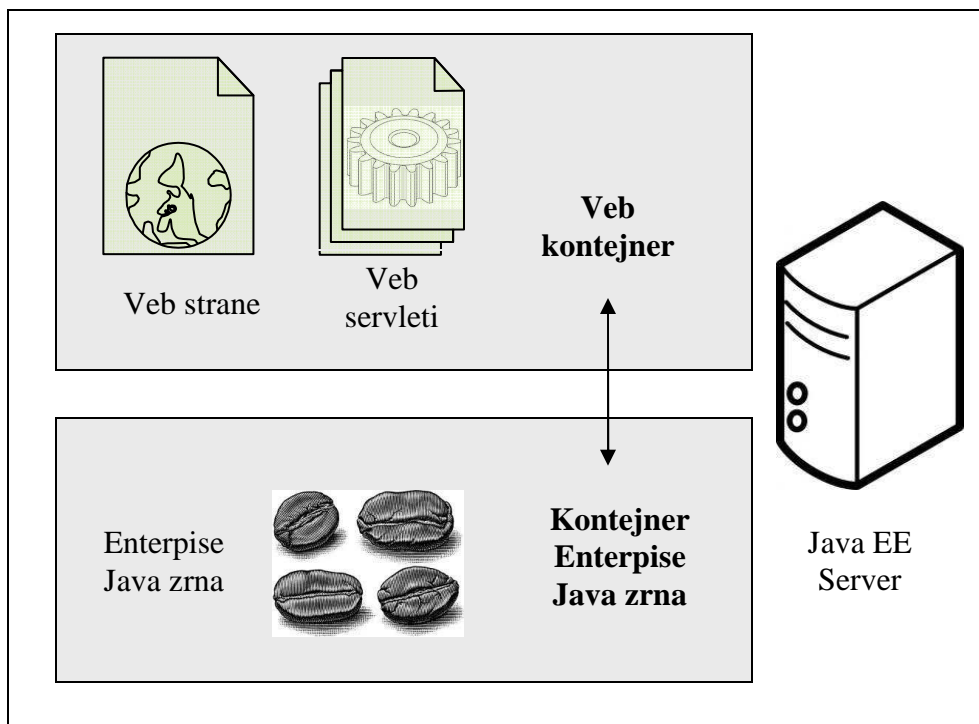 Veb strane
Veb
servleti
Veb
kontejner
Enterpise
Java zrna
Kontejner
Enterpise
Java zrna
Java EE
Server